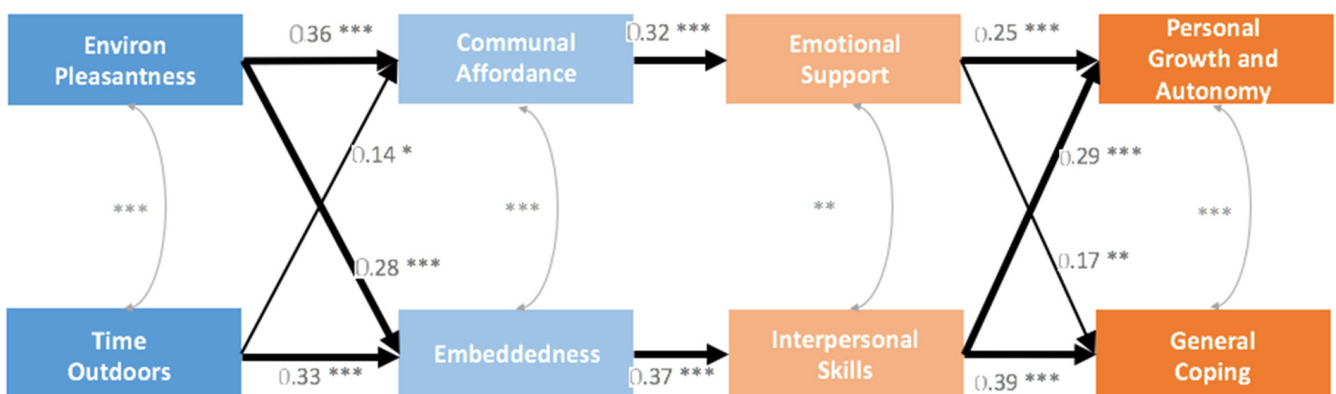 Environ
Pleasantness
0.36 ***
Communal
Affordance
0.32 ***
Emotional
Support
0.25 ***
Personal
Growth and
Autonomy
0.14 *
0.29 ***
***
***
**
***
0.28 ***
0.17 **
Time
Outdoors
0.33 ***
Embeddedness
0.37 ***
Interpersonal
Skills
0.39 ***
General
Coping